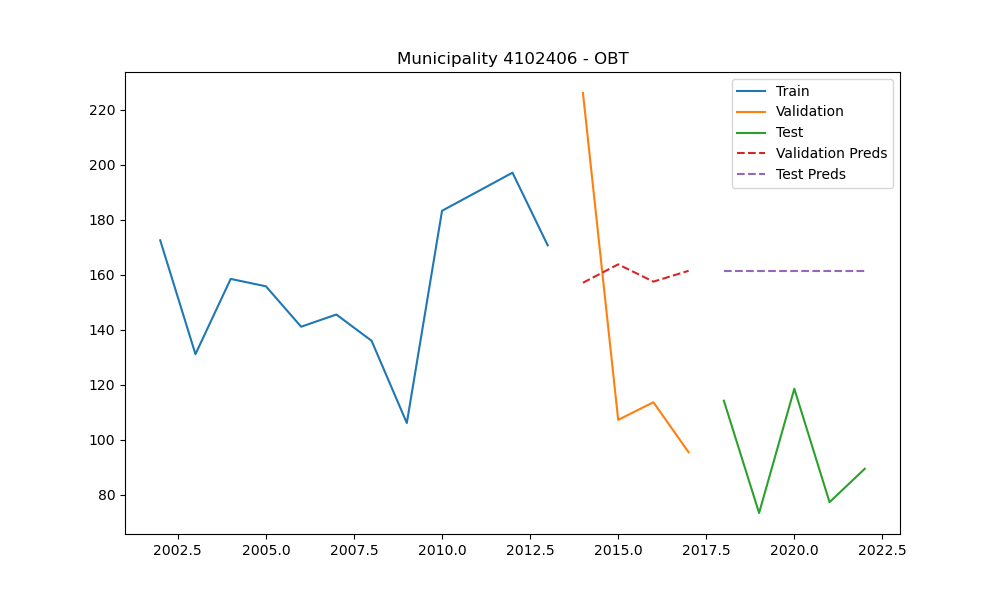 Municipality 4102406 - OBT
Train
Validation
Test
Validation Preds
Test Preds
220
200
180
160
140
120
100
80
2002.5 2005.0 2007.5 2010.0 2012.5 2015.0 2017.5 2020.0 2022.5